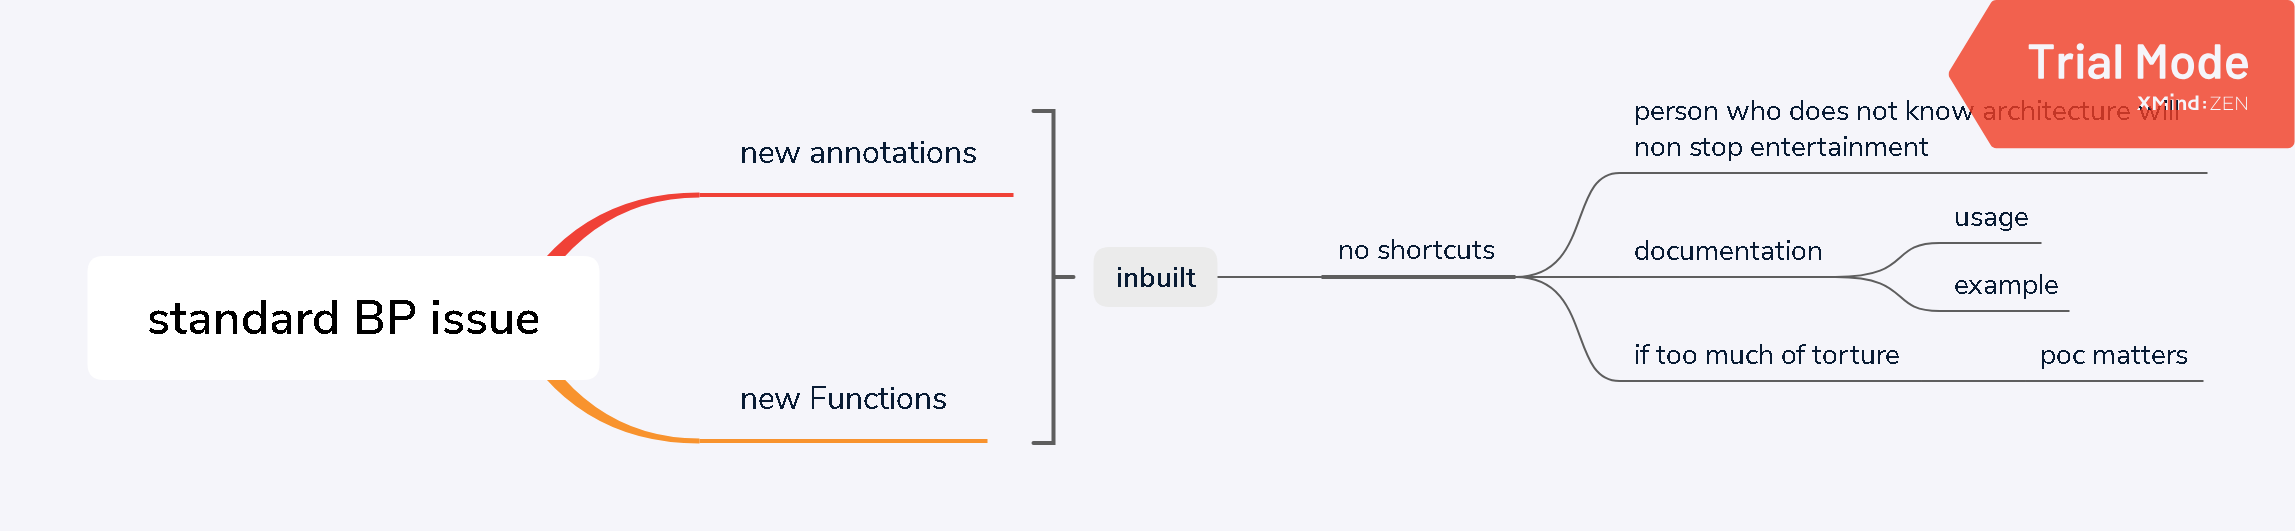 Trial Mode
XMind:ZEN
person who does not know architecture will
non stop entertainment
new annotations
usage
no shortcuts
documentation
inbuilt
example
standard BP issue
if too much of torture
poc matters
new Functions